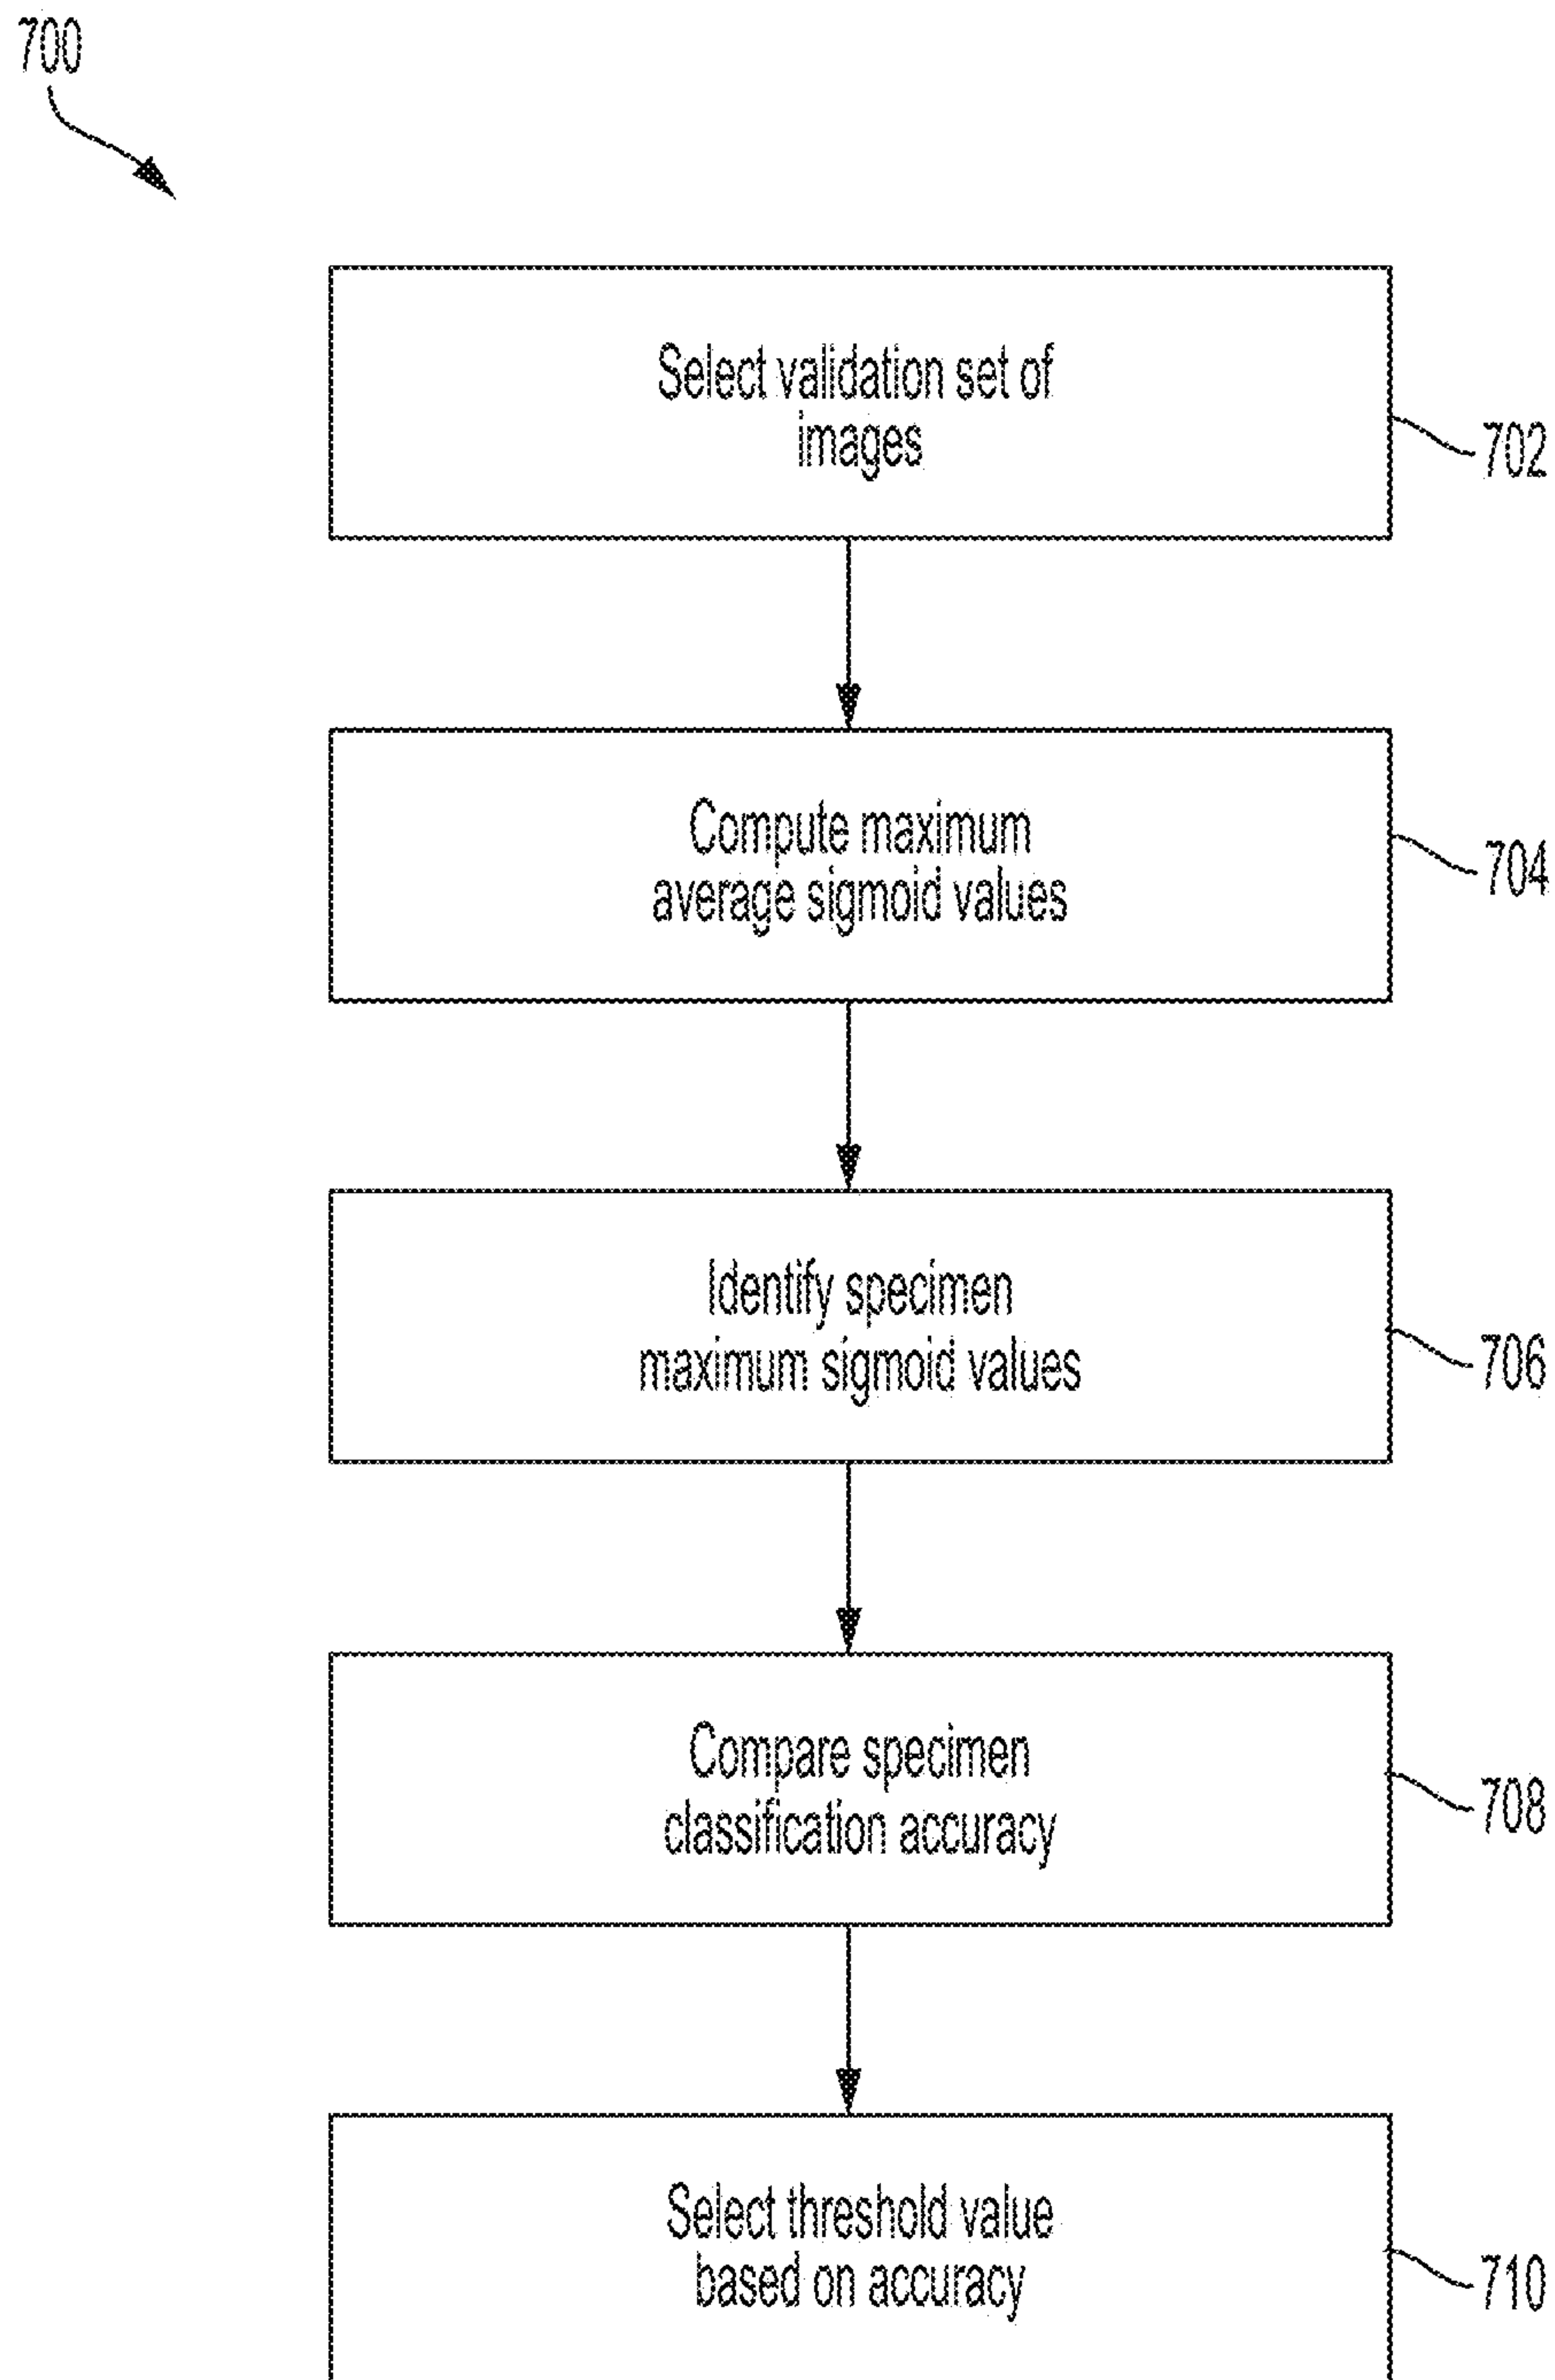 700
Select validation set of
images
702
Compute maximum
average sigmoid values
704
Identify specimen
maximum sigmoid values
706
Compare specimen
classification accuracy
708
Select threshold value
based on accuracy
710